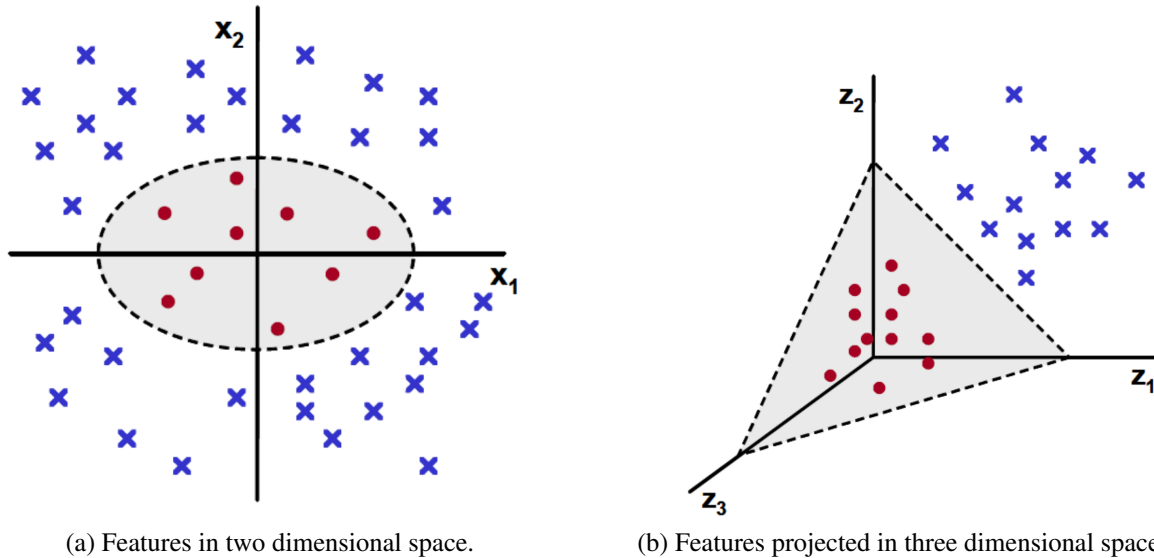 x2
x1
z2
z1
z3
(a) Features in two dimensional space.
(b) Features projected in three dimensional space